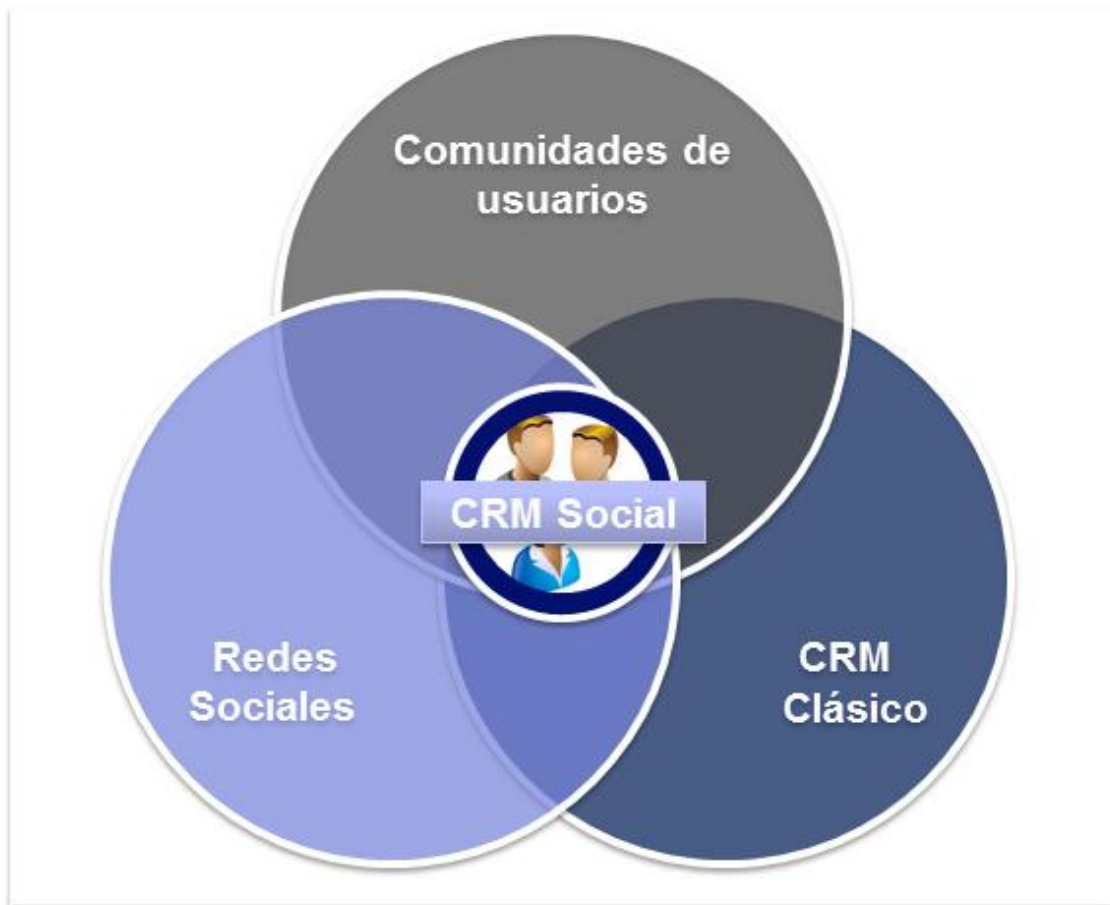 Comunidades de
usuarios
CRM Social
Redes
Sociales
CRM
Clásico